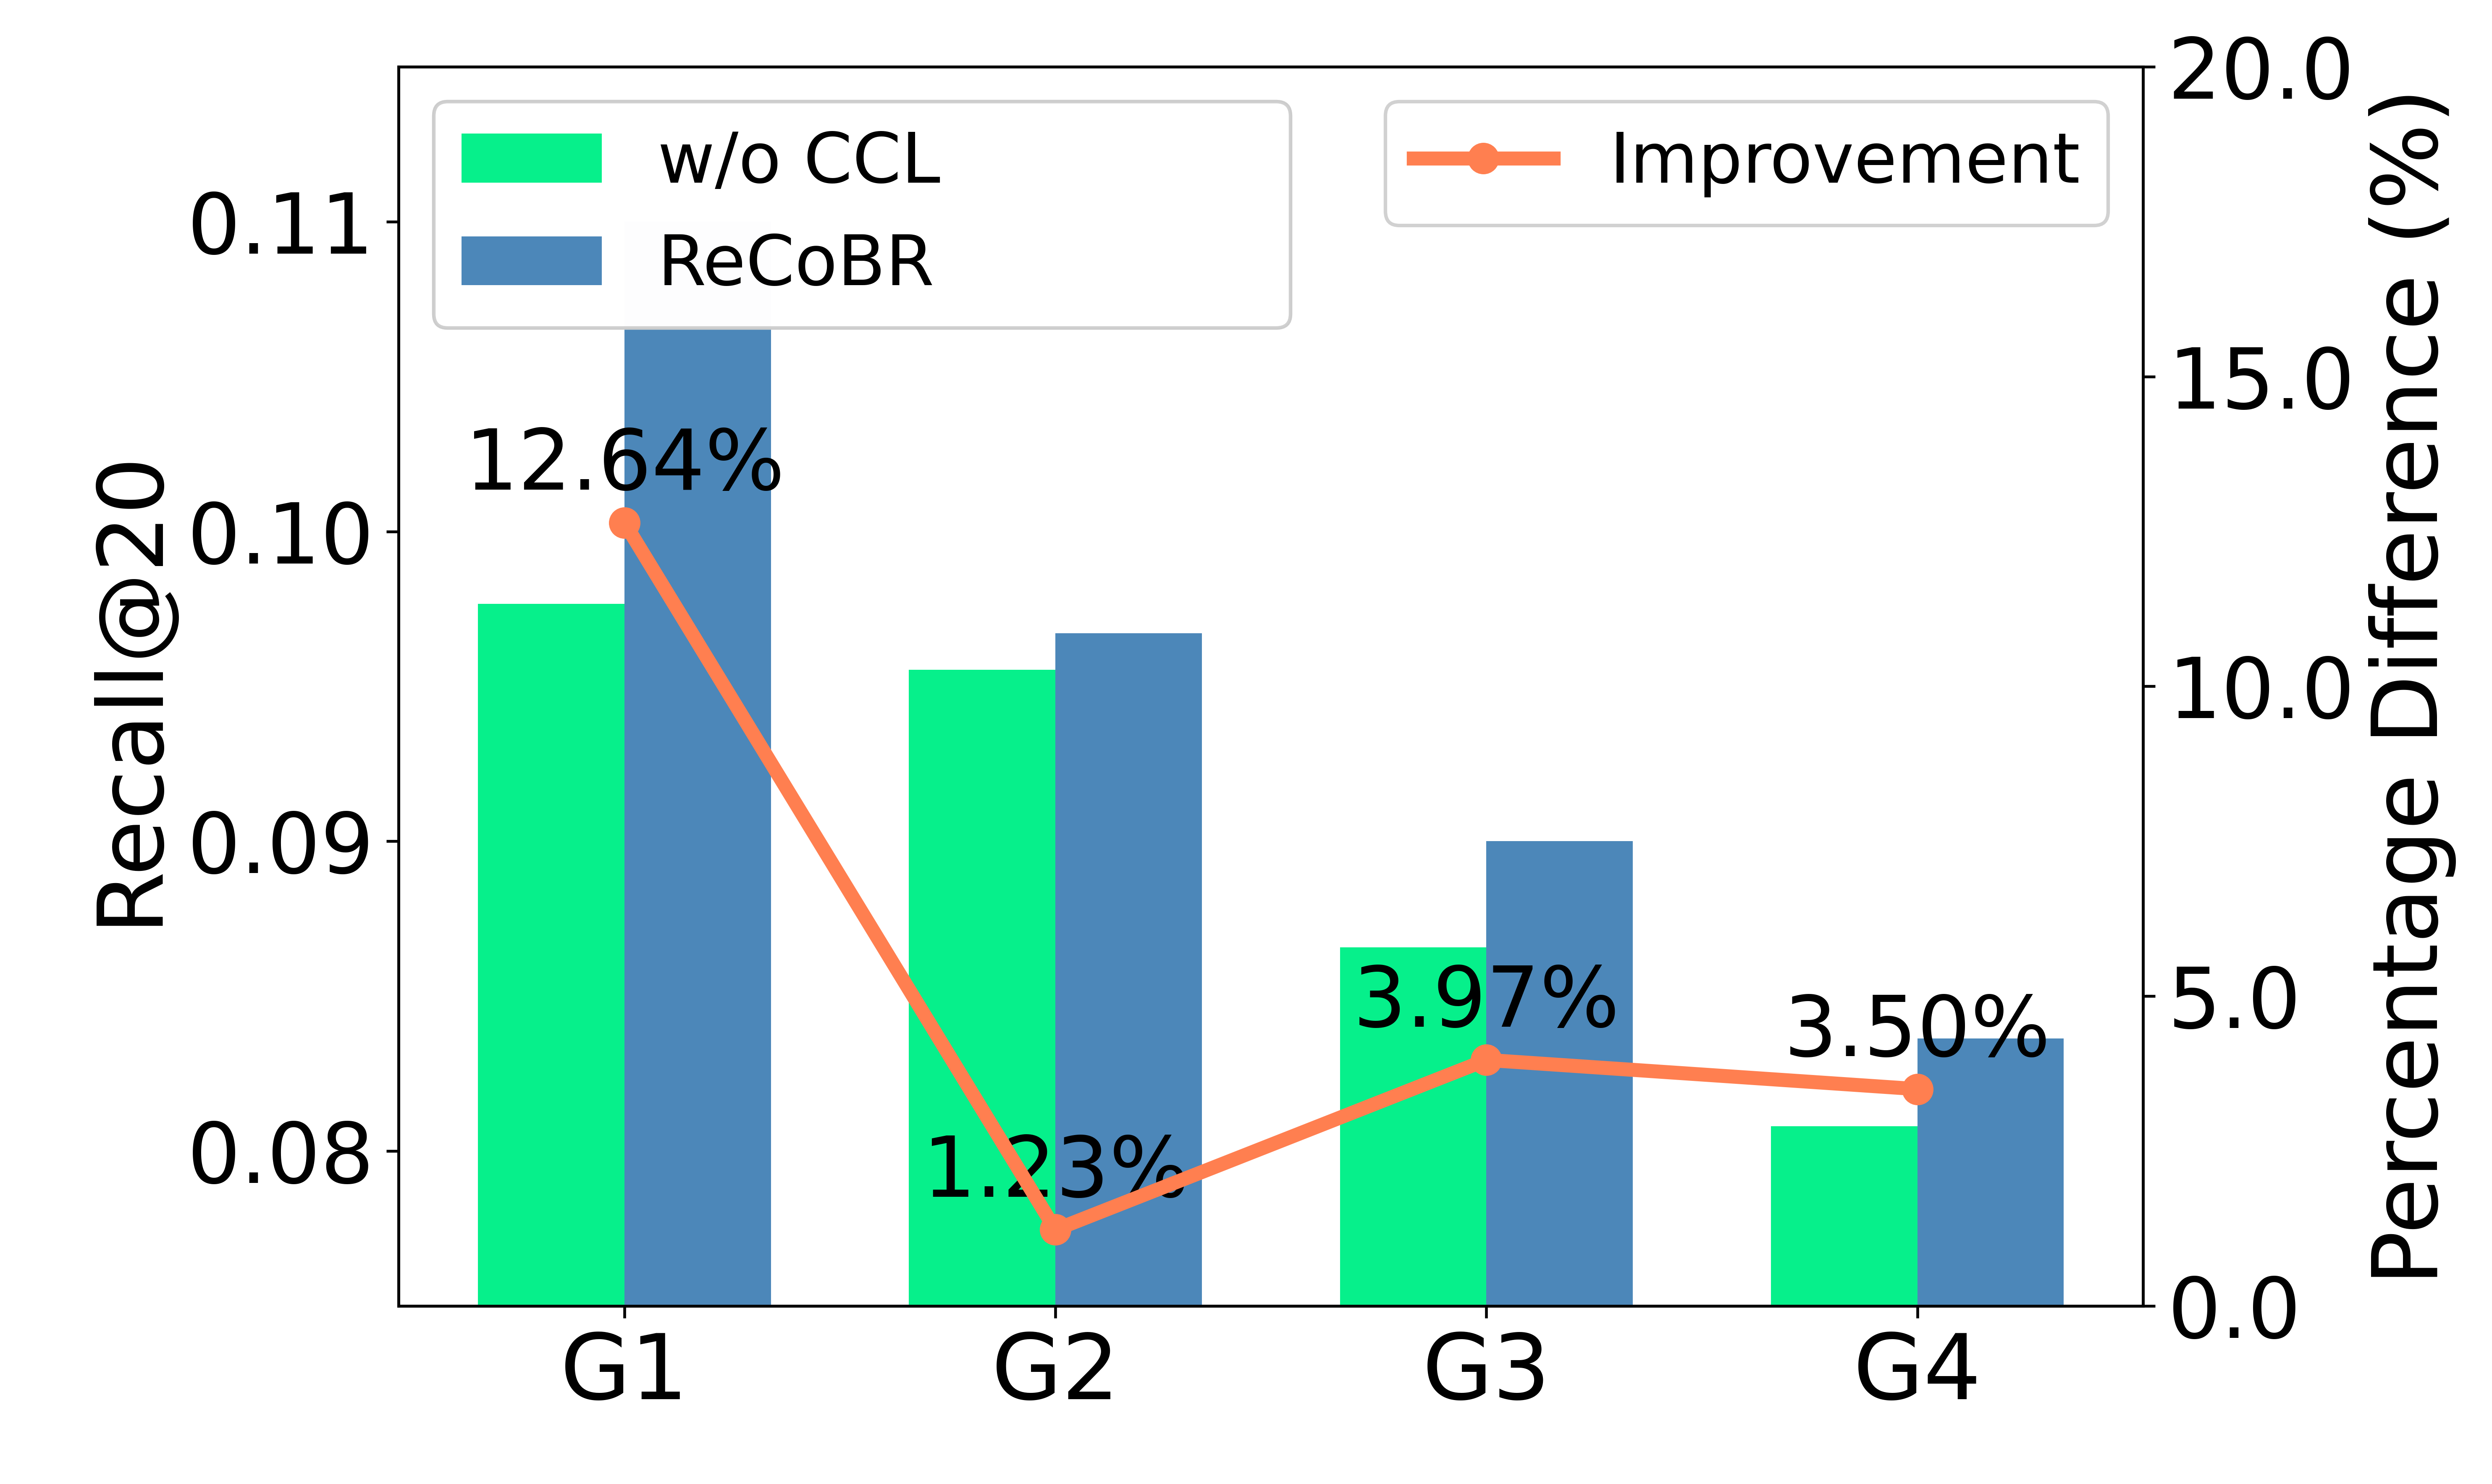 w/o CCL
ReCoBR
Improvement
Recall@20
0.11
0.10
0.09
0.08
12.64%
1.23%
3.97%
3.50%
20.0
15.0
10.0
5.0
0.0
Percentage Difference (%)
G1
G2
G3
G4